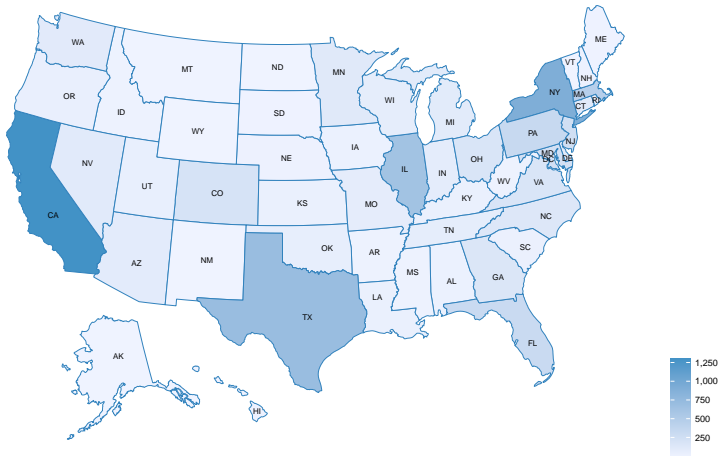 ME
WA
VT
ND
MT
MN
NH
OR
NY
MA
WI
RI
ID
SD
CT
MI
WY
PA
NJ
IA
MD
NE
DC
DE
OH
NV
IL
IN
WV
VA
UT
CO
KY
KS
MO
CA
NC
TN
SC
OK
AR
NM
AZ
MS
AL
GA
LA
TX
FL
AK
1,250
1,000
750
HI
500
250